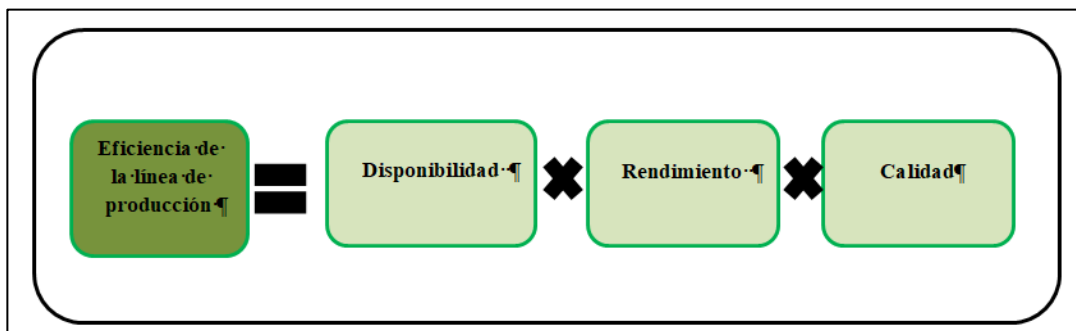 Eficiencia·de·
la·línea·de·
producción·¶
Disponibilidad··¶
Rendimiento··¶
Calidad¶